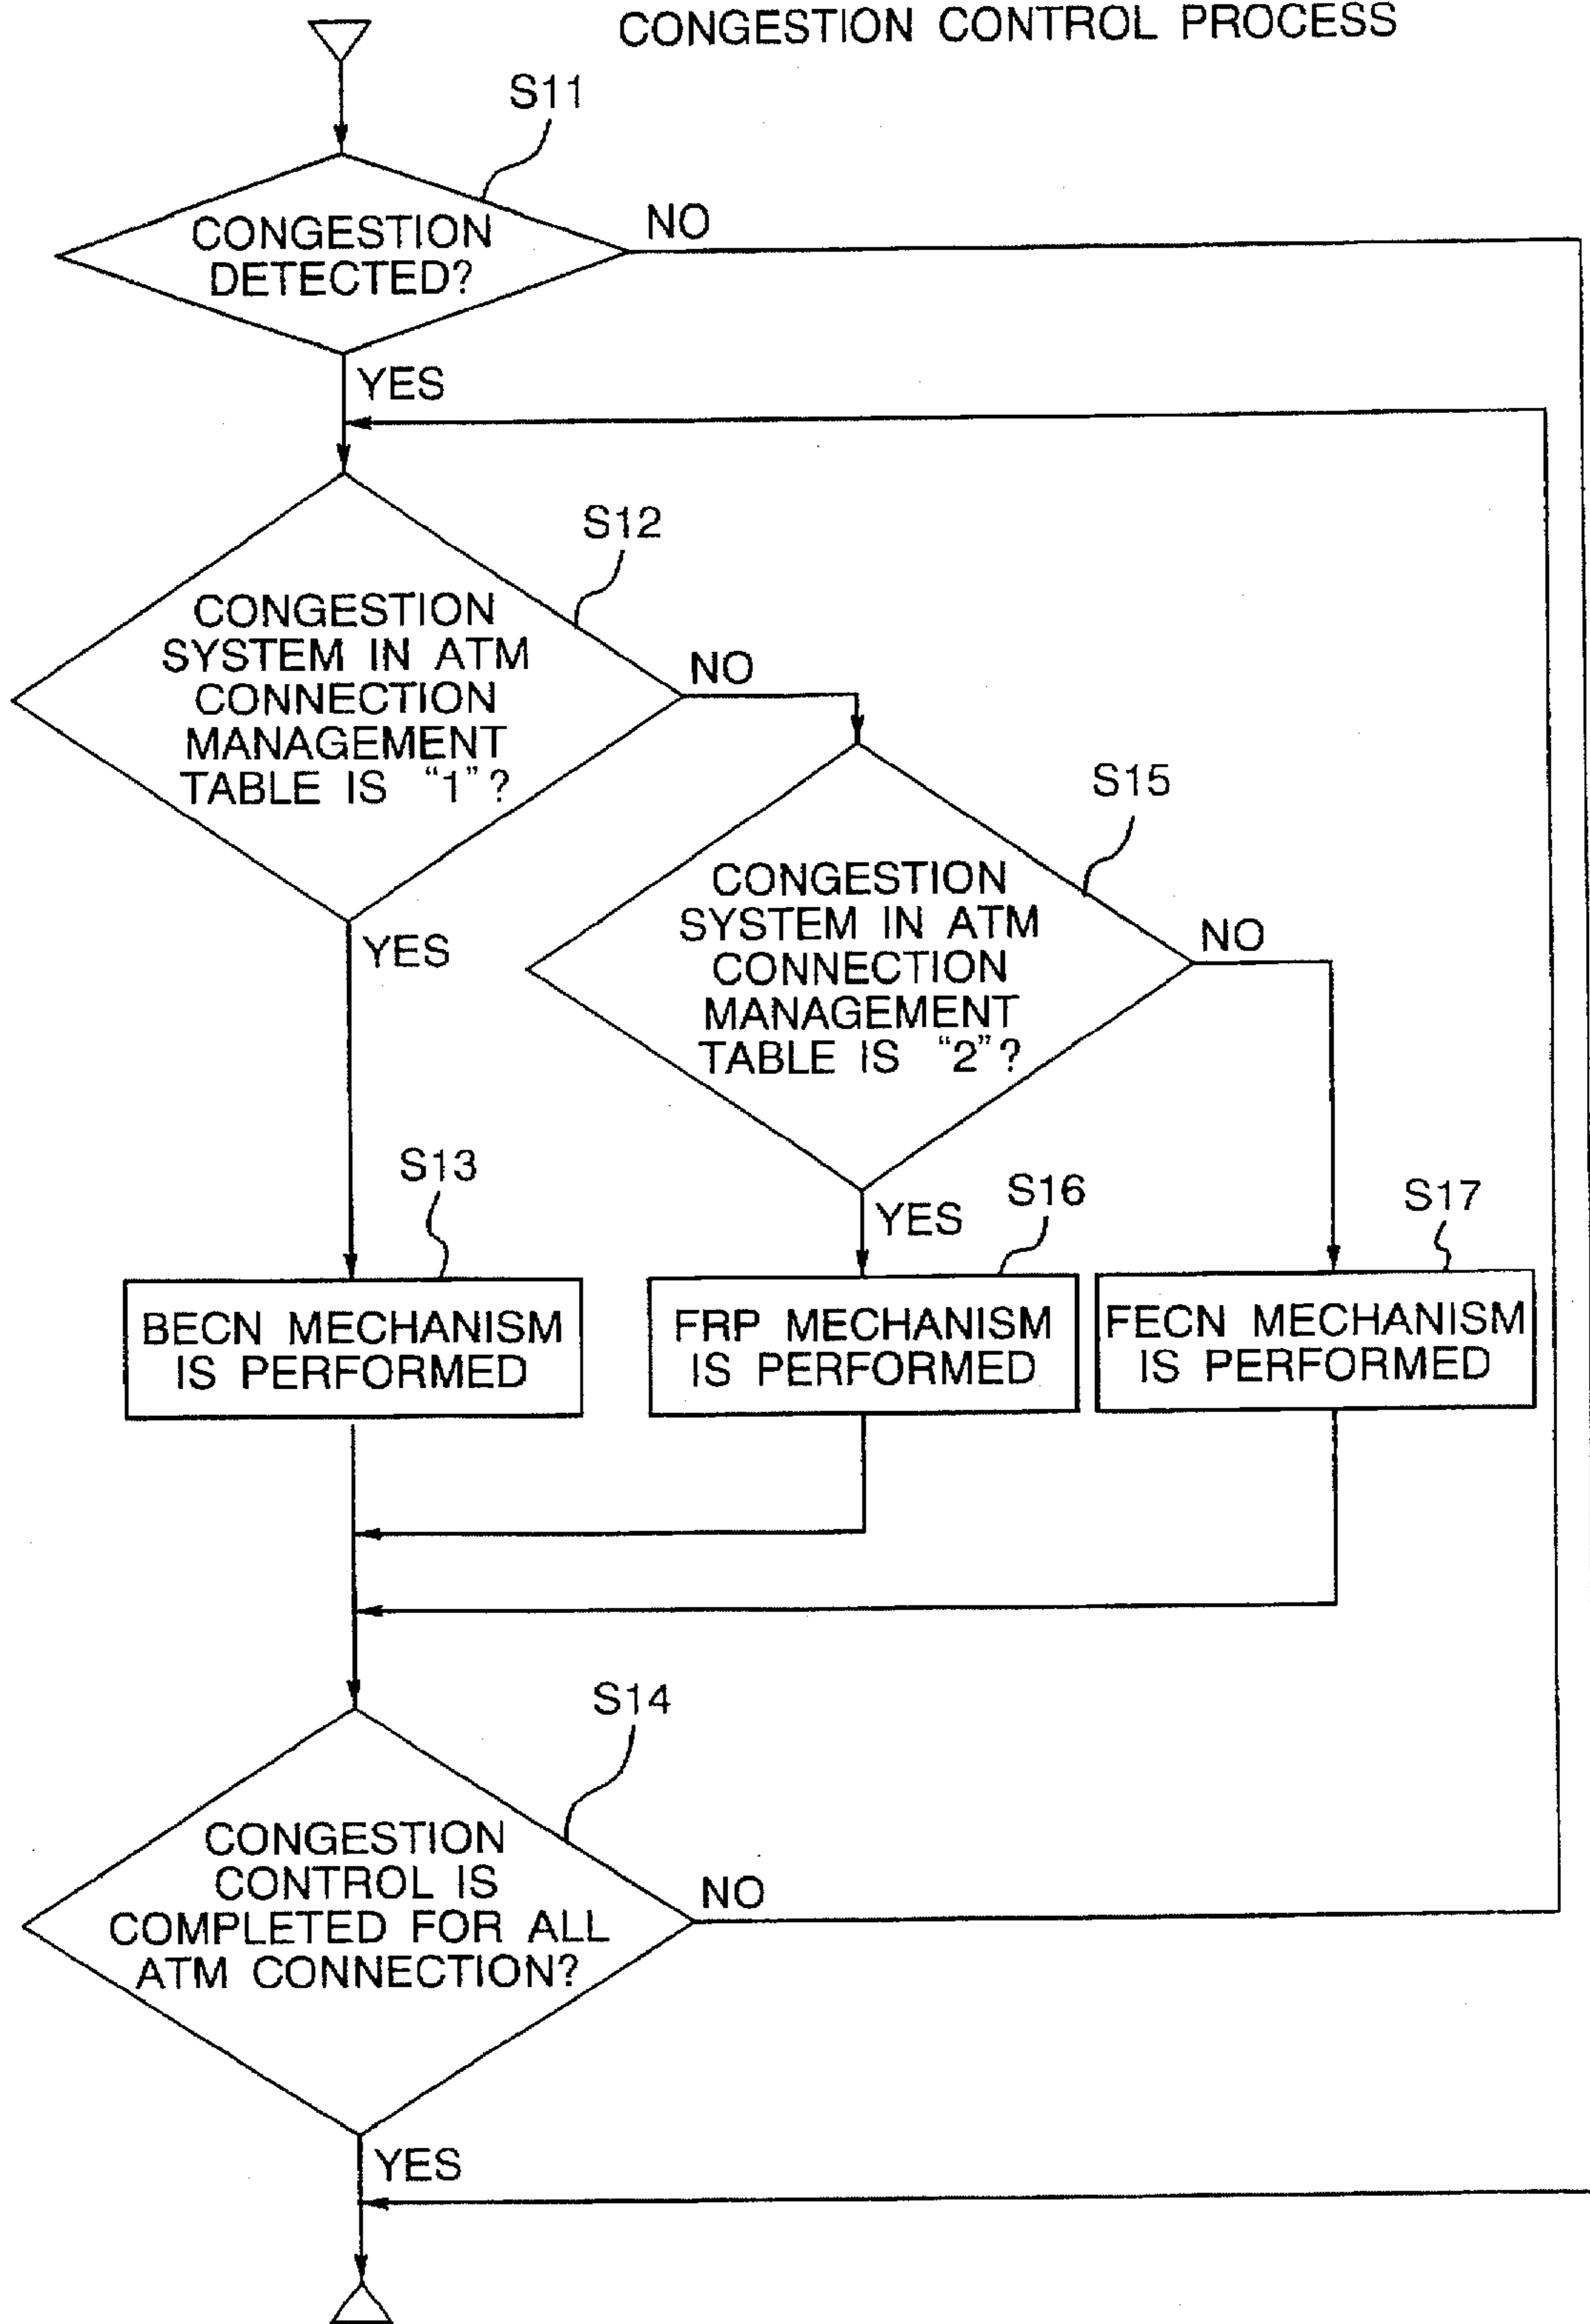 CONGESTION CONTROL PROCESS
S11
CONGESTION
DETECTED?
NO
YES
S12
CONGESTION
SYSTEM IN ATM
CONNECTION
MANAGEMENT
TABLE IS "1"?
NO
YES
S15
CONGESTION
SYSTEM IN ATM
CONNECTION
MANAGEMENT
TABLE IS "2"?
NO
YES
S13
BECN MECHANISM
IS PERFORMED
S16
FRP MECHANISM
IS PERFORMED
S17
FECN MECHANISM
IS PERFORMED
S14
CONGESTION
CONTROL IS
COMPLETED FOR ALL
ATM CONNECTION?
NO
YES